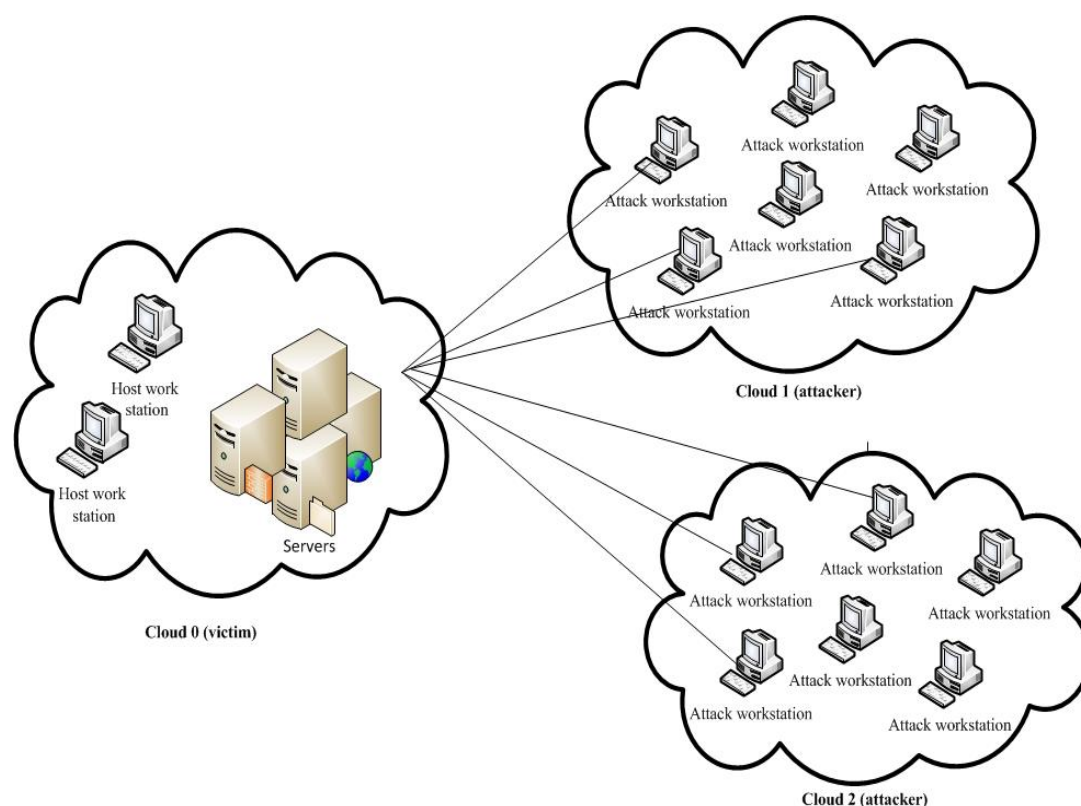 Attack workstation
Attack workstation
Attack workstation
Attack workstation
Attack workstation
Attack workstation
Cloud 1 (attacker)
Host work
station
Host work
station
Servers
Cloud 0 (victim)
Attack workstation
Attack workstation
Attack workstation
Attack workstation
Attack workstation
Attack workstation
Cloud 2 (attacker)